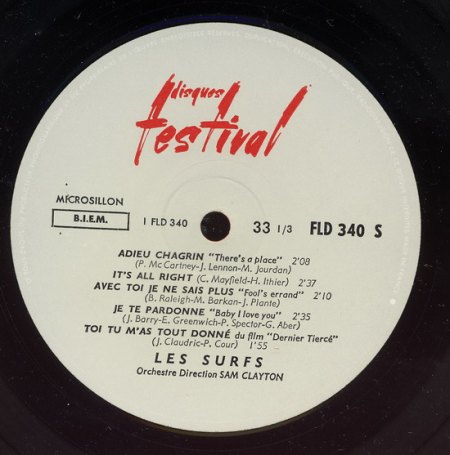 disques
festival
MICROSILLON
B.I.E.M.
1 FLD 340
33 1/3 FLD 340 S
ADIEU CHAGRIN "There's a place" 2'08
(P. McCartney-J. Lennon-M. Jourdan)
IT'S ALL RIGHT (C. Mayfield-H. Ithier) 2'37
AVEC TOI JE NE SAIS PLUS "Fool's errand" 2'10
(B. Raleigh-M. Barkan-J. Plante)
JE TE PARDONNE "Baby I love you" 2'35
(J. Barry-E. Greenwich-P. Spector-G. Aber)
TOI TU M'AS TOUT DONNÉ du film "Dernier Tiercé"
(J. Claudric-P. Cour) 1'55
LES SURFS
Orchestre Direction SAM CLAYTON